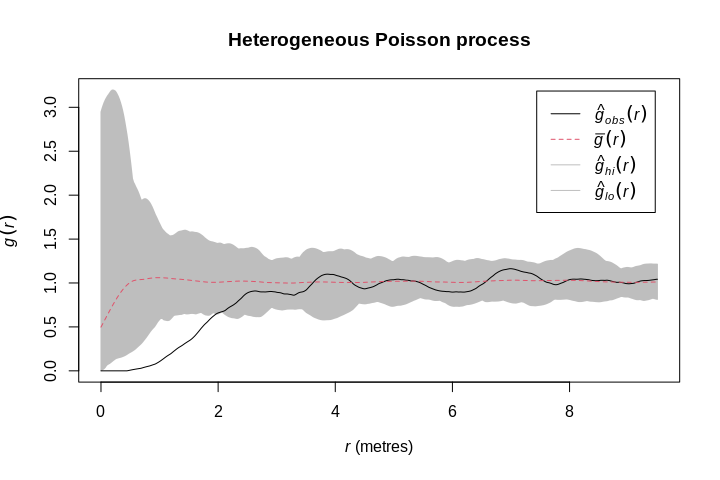 Heterogeneous Poisson process
ĝobs(r)
g̅(r)
ĝhi(r)
ĝlo(r)
g(r)
3.0
2.5
2.0
1.5
1.0
0.5
0.0
0 2 4 6 8
r (metres)